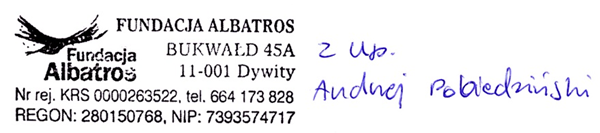 FUNDACJA ALBATROS
BUKWAŁD 45A
11-001 Dywity
Fundacja
Albatros
Nr rej. KRS 0000263522, tel. 664 173 828
REGON: 280150768, NIP: 7393574717
z up.
Andrzej Pobiedziński